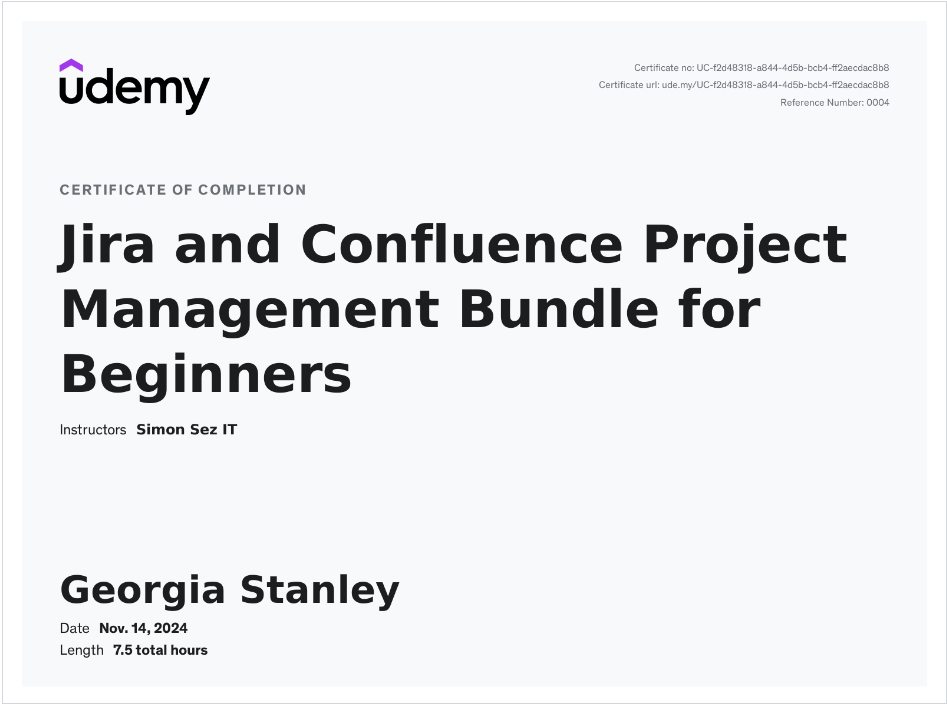 udemy
Certificate no: UC-f2d48318-a844-4d5b-bcb4-ff2aecdac8b8
Certificate url: ude.my/UC-f2d48318-a844-4d5b-bcb4-ff2aecdac8b8
Reference Number: 0004
CERTIFICATE OF COMPLETION
Jira and Confluence Project
Management Bundle for
Beginners
Instructors Simon Sez IT
Georgia Stanley
Date Nov. 14, 2024
Length 7.5 total hours